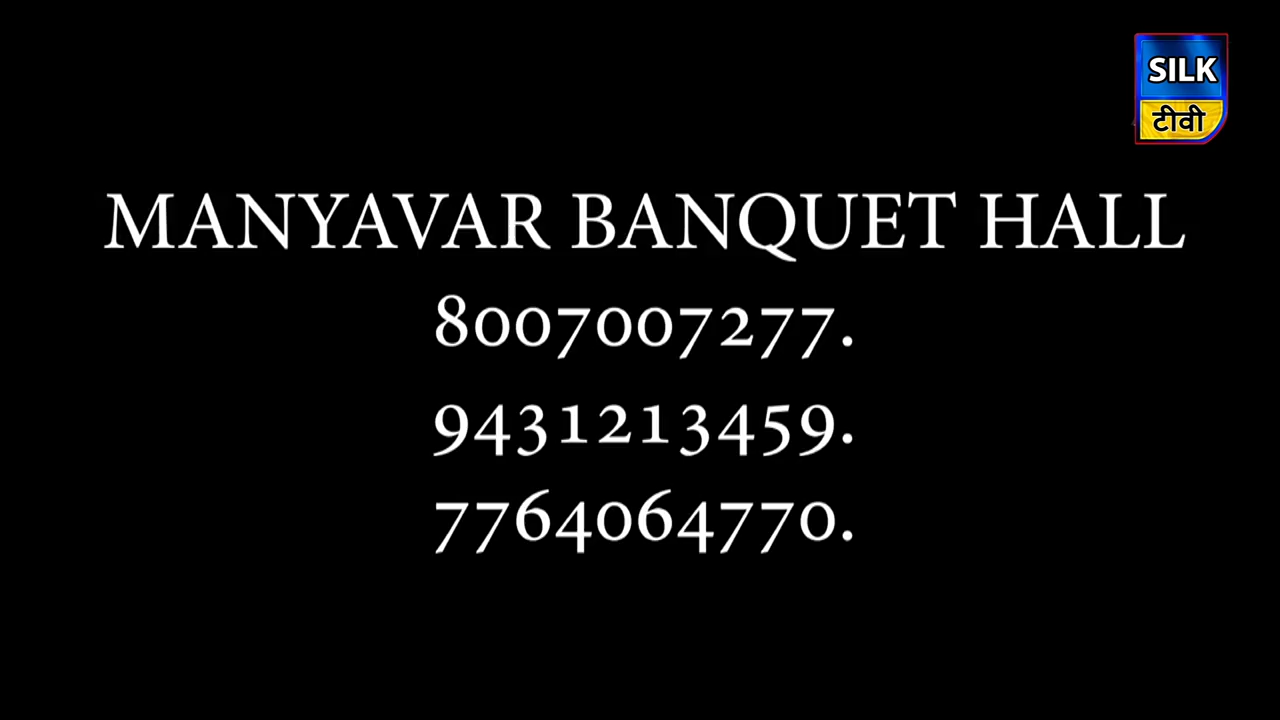 SILK
टीवी
MANYAVAR BANQUET HALL
8007007277.
9431213459.
7764064770.